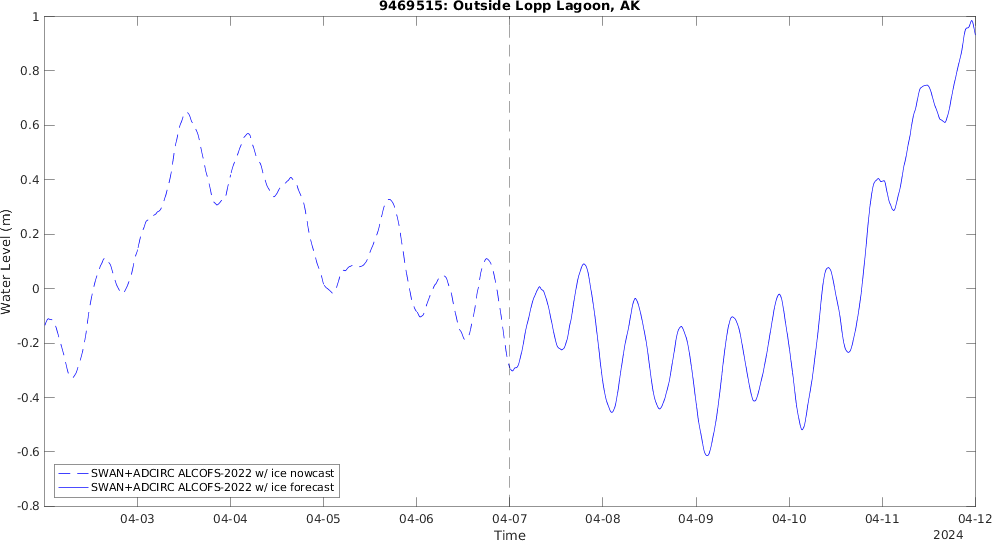 9469515: Outside Lopp Lagoon, AK
1
0.8
0.6
0.4
0.2
0
-0.2
-0.4
-0.6
-0.8
Water Level (m)
SWAN+ADCIRC ALCOFS-2022 w/ ice nowcast
SWAN+ADCIRC ALCOFS-2022 w/ ice forecast
04-03 04-04 04-05 04-06 04-07 04-08 04-09 04-10 04-11 04-12
Time
2024